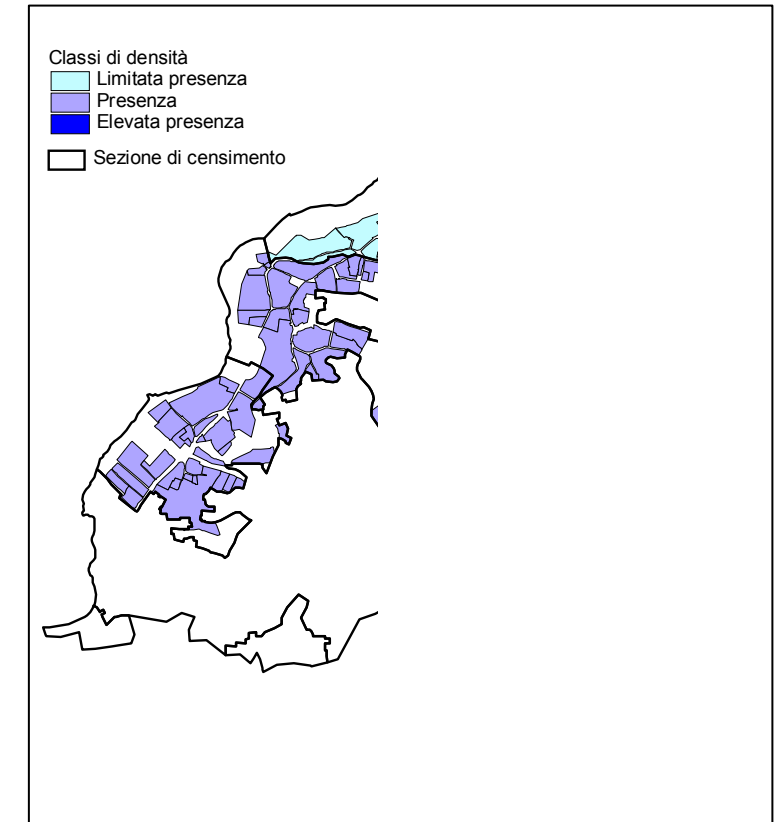 Classi di densità
Limitata presenza
Presenza
Elevata presenza
Sezione di censimento